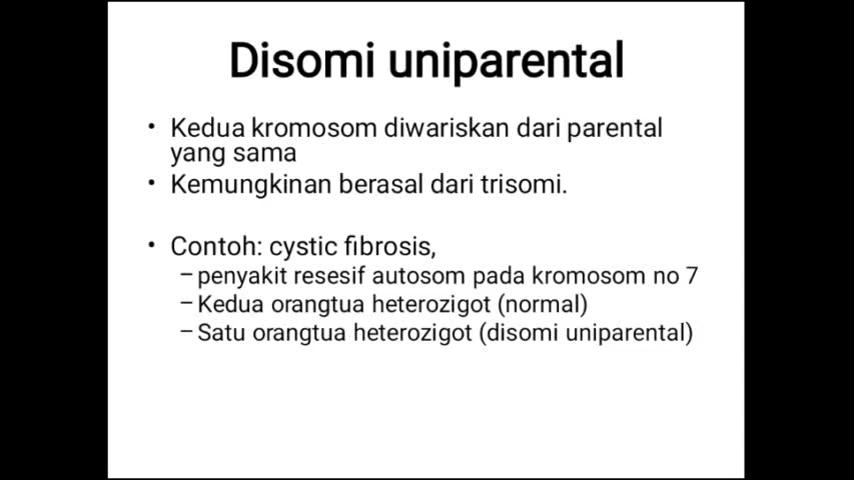 Disomi uniparental
• Kedua kromosom diwariskan dari parental
yang sama
• Kemungkinan berasal dari trisomi.
• Contoh: cystic fibrosis,
– penyakit resesif autosom pada kromosom no 7
– Kedua orangtua heterozigot (normal)
– Satu orangtua heterozigot (disomi uniparental)